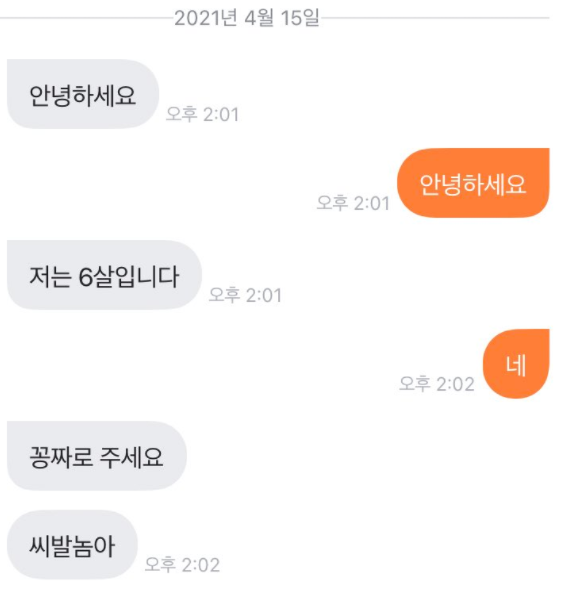 2021년 4월 15일
안녕하세요
오후 2:01
안녕하세요
오후 2:01
저는 6살입니다
오후 2:01
네
오후 2:02
꽁짜로 주세요
씨발놈아
오후 2:02